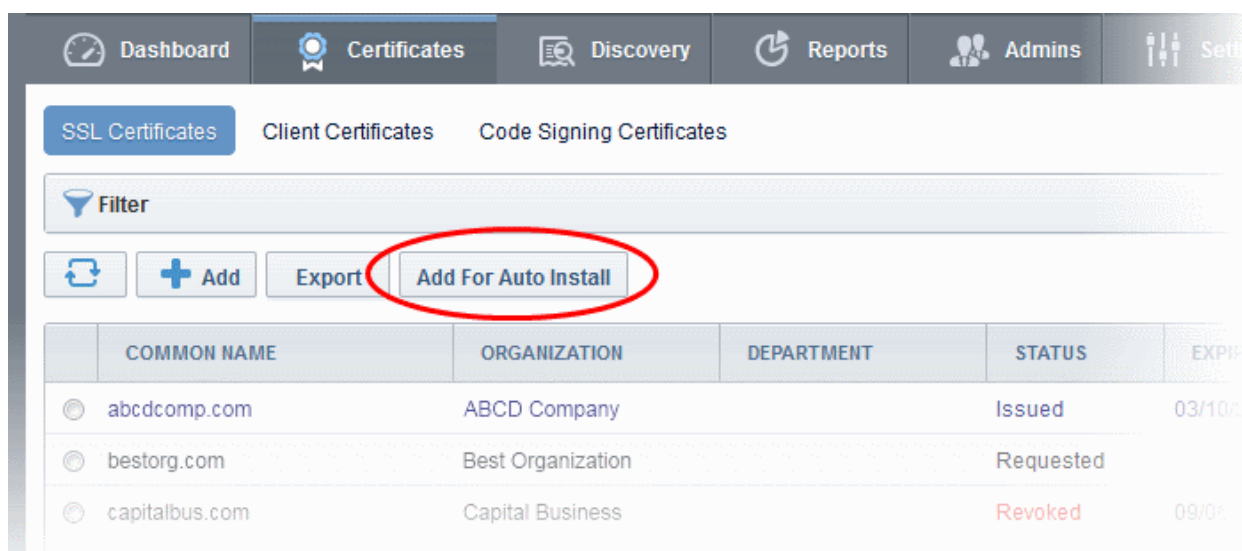 Dashboard Certificates Discovery Reports Admins
SSL Certificates Client Certificates Code Signing Certificates
Filter
Add Export Add For Auto Install
COMMON NAME ORGANIZATION DEPARTMENT STATUS
abcdcomp.com ABCD Company Issued
bestorg.com Best Organization Requested
capitalbus.com Capital Business Revoked